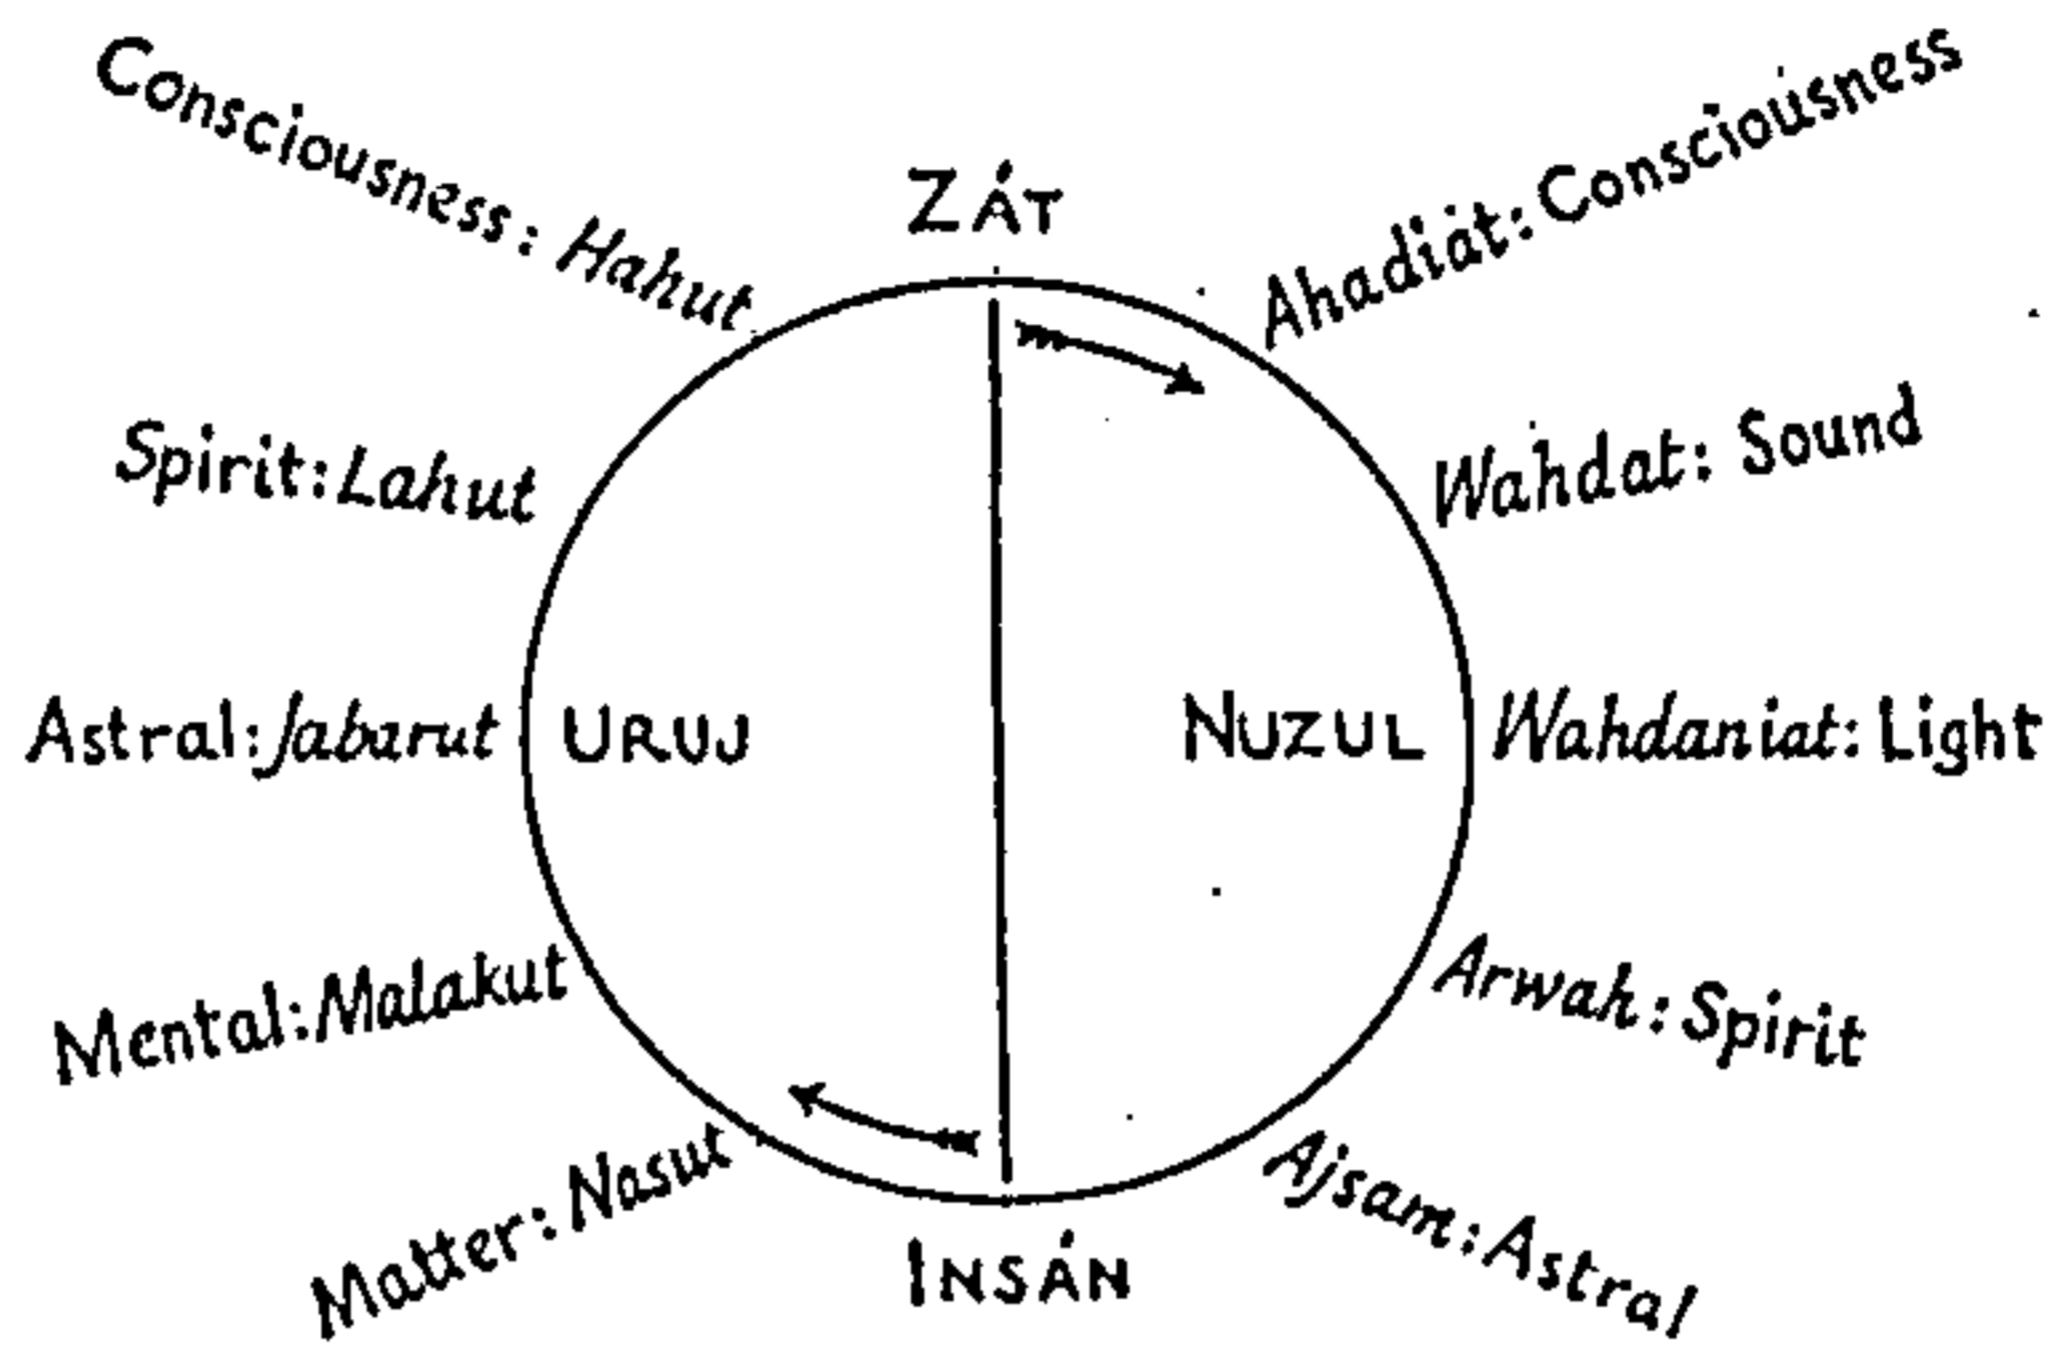 ZÁT
Consciousness: Hahut
Ahadiat: Consciousness
Spirit: Lahut
Wahdat: Sound
Astral: Jabarut
URUJ
NUZUL
Wahdaniat: Light
Mental: Malakut
Arwah: Spirit
Matter: Nasut
Ajsam: Astral
INSÁN